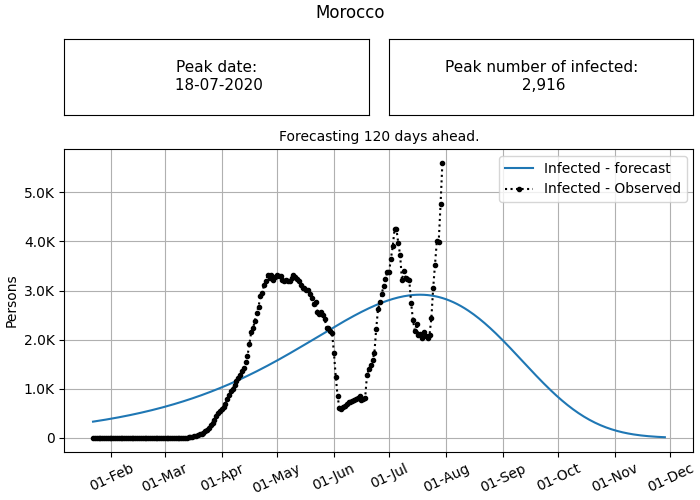 Morocco
Peak date:
18-07-2020
Peak number of infected:
2,916
Forecasting 120 days ahead.
Infected - forecast
Infected - Observed
Persons
5.0K
4.0K
3.0K
2.0K
1.0K
0
01-Feb
01-Mar
01-Apr
01-May
01-Jun
01-Jul
01-Aug
01-Sep
01-Oct
01-Nov
01-Dec